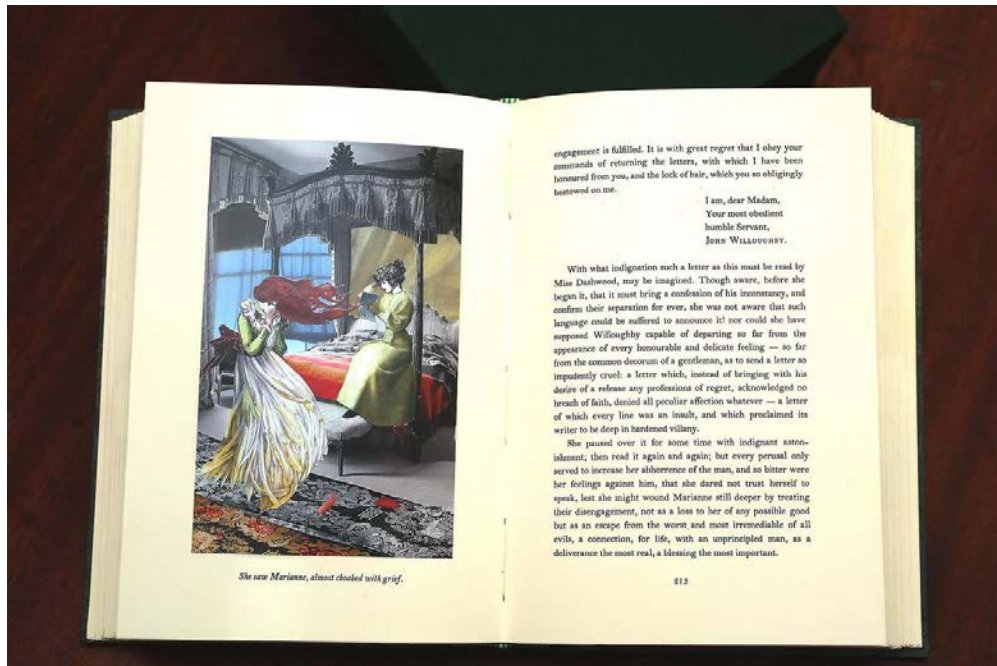 She saw Marianne, almost choaked with grief.
engagement is fulfilled. It is with great regret that I obey your
commands of returning the letters, with which I have been
honoured from you, and the lock of hair, which you so obligingly
bestowed on me.
I am, dear Madam,
Your most obedient
humble Servant,
JOHN WILLOUGHBY.
With what indignation such a letter as this must be read by
Miss Dashwood, may be imagined. Though aware, before she
began it, that it must bring a confession of his inconstancy, and
confirm their separation for ever, she was not aware that such
language could be suffered to announce it! nor could she have
supposed Willoughby capable of departing so far from the
appearance of every honourable and delicate feeling — so far
from the common decorum of a gentleman, as to send a letter so
impudently cruel: a letter which, instead of bringing with his
desire of a release any professions of regret, acknowledged no
breach of faith, denied all peculiar affection whatever — a letter
of which every line was an insult, and which proclaimed its
writer to be deep in hardened villany.
She paused over it for some time with indignant aston-
ishment; then read it again and again; but every perusal only
served to increase her abhorrence of the man, and so bitter were
her feelings against him, that she dared not trust herself to
speak, lest she might wound Marianne still deeper by treating
their disengagement, not as a loss to her of any possible good
but as an escape from the worst and most irremediable of all
evils, a connection, for life, with an unprincipled man, as a
deliverance the most real, a blessing the most important.
213